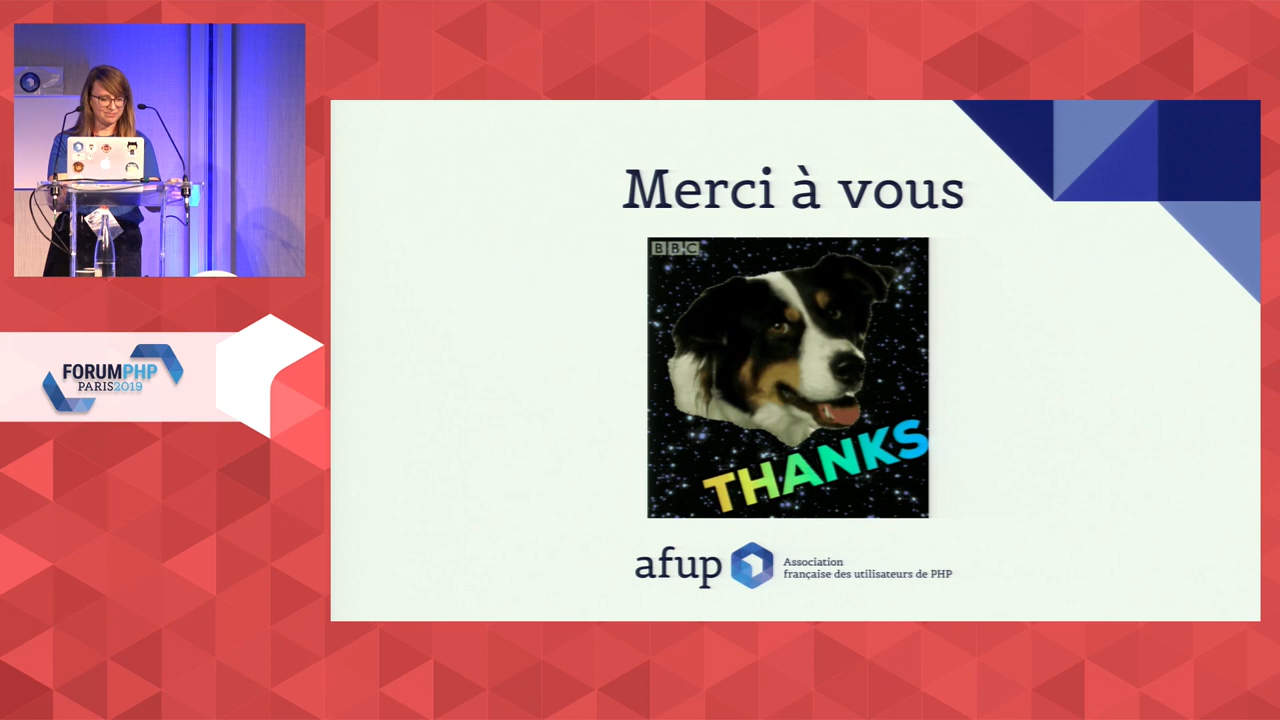 FORUMPHP
PARIS2019
Merci à vous
BBC
THANKS
afup
Association
française des utilisateurs de PHP